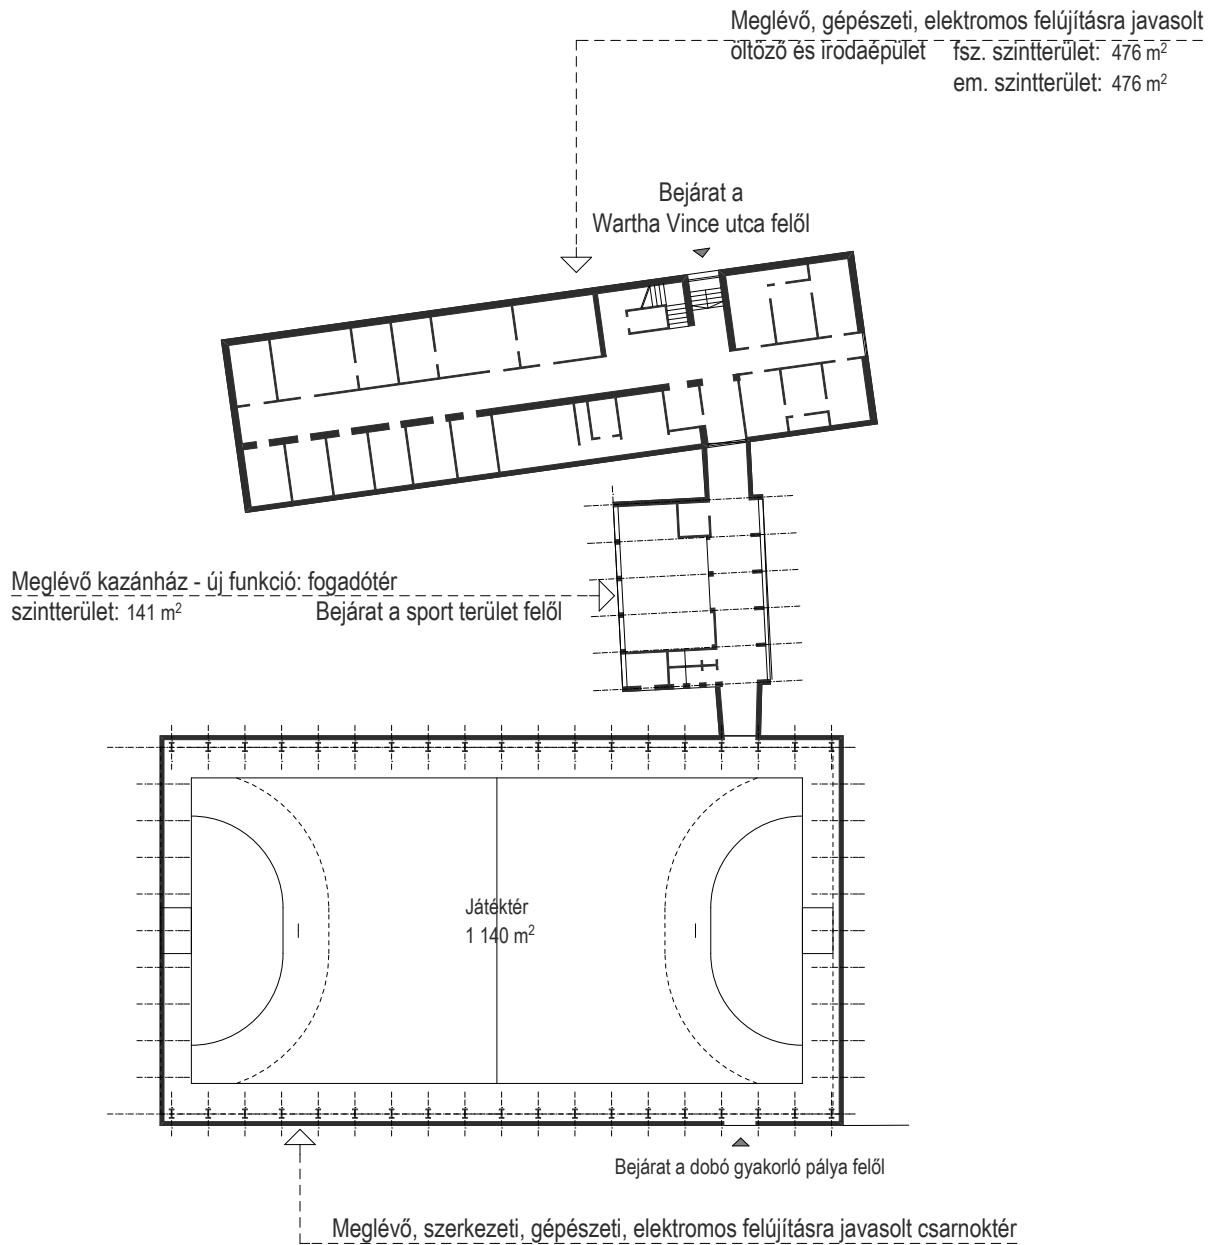 Meglévő, gépészeti, elektromos felújításra javasolt
öltöző és irodaépület fsz. szintterület: 476 m²
em. szintterület: 476 m²
Bejárat a
Wartha Vince utca felől
Meglévő kazánház - új funkció: fogadótér
szintterület: 141 m² Bejárat a sport terület felől
Játéktér
1 140 m²
Bejárat a dobó gyakorló pálya felől
Meglévő, szerkezeti, gépészeti, elektromos felújításra javasolt csarnoktér